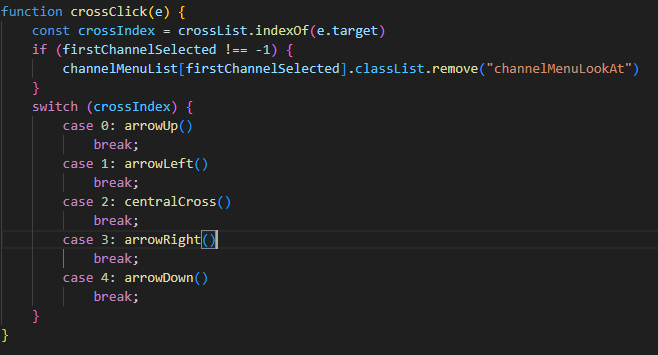 function crossClick(e) {
    const crossIndex = crossList.indexOf(e.target)
    if (firstChannelSelected !== -1) {
        channelMenuList[firstChannelSelected].classList.remove("channelMenuLookAt")
    }
    switch (crossIndex) {
        case 0: arrowUp()
            break;
        case 1: arrowLeft()
            break;
        case 2: centralCross()
            break;
        case 3: arrowRight()
            break;
        case 4: arrowDown()
            break;
    }
}